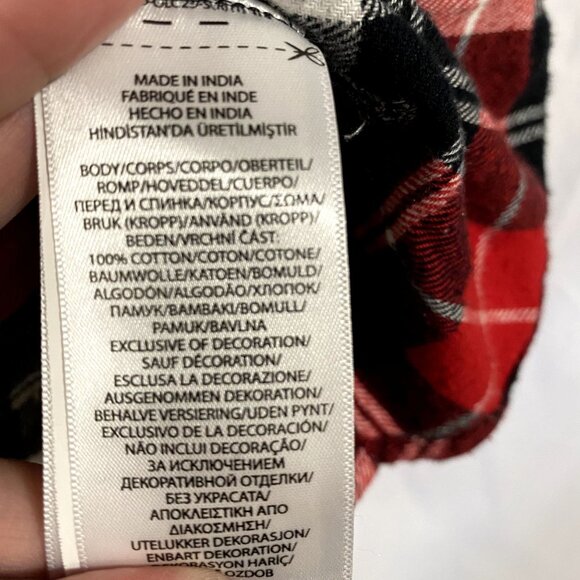 MADE IN INDIA
FABRIQUÉ EN INDE
HECHO EN INDIA
HİNDİSTAN'DA ÜRETİLMİŞTİR
BODY/CORPS/CORPO/OBERTEIL/
ROMP/HOVEDDEL/CUERPO/
ПЕРЕД И СПИНКА/КОРПУС/ΣΩΜΑ/
BRUK (KROPP)/ANVÄND (KROPP)/
BEDEN/VRCHNÍ ČÁST:
100% COTTON/COTON/COTONE/
BAUMWOLLE/KATOEN/BOMULD/
ALGODÓN/ALGODÃO/ХЛОПОК/
ПАМУК/ΒΑΜΒΑΚΙ/BOMULL/
PAMUK/BAVLNA
EXCLUSIVE OF DECORATION/
SAUF DÉCORATION/
ESCLUSA LA DECORAZIONE/
AUSGENOMMEN DEKORATION/
BEHALVE VERSIERING/UDEN PYNT/
EXCLUSIVO DE LA DECORACIÓN/
NÃO INCLUI DECORAÇÃO/
ЗА ИСКЛЮЧЕНИЕМ
ДЕКОРАТИВНОЙ ОТДЕЛКИ/
БЕЗ УКРАСАТА/
ΑΠΟΚΛΕΙΣΤΙΚΗ ΑΠΟ
ΔΙΑΚΟΣΜΗΣΗ/
UTELUKKER DEKORASJON/
ENBART DEKORATION/
DEKORASYON HARİÇ/
OZDOB